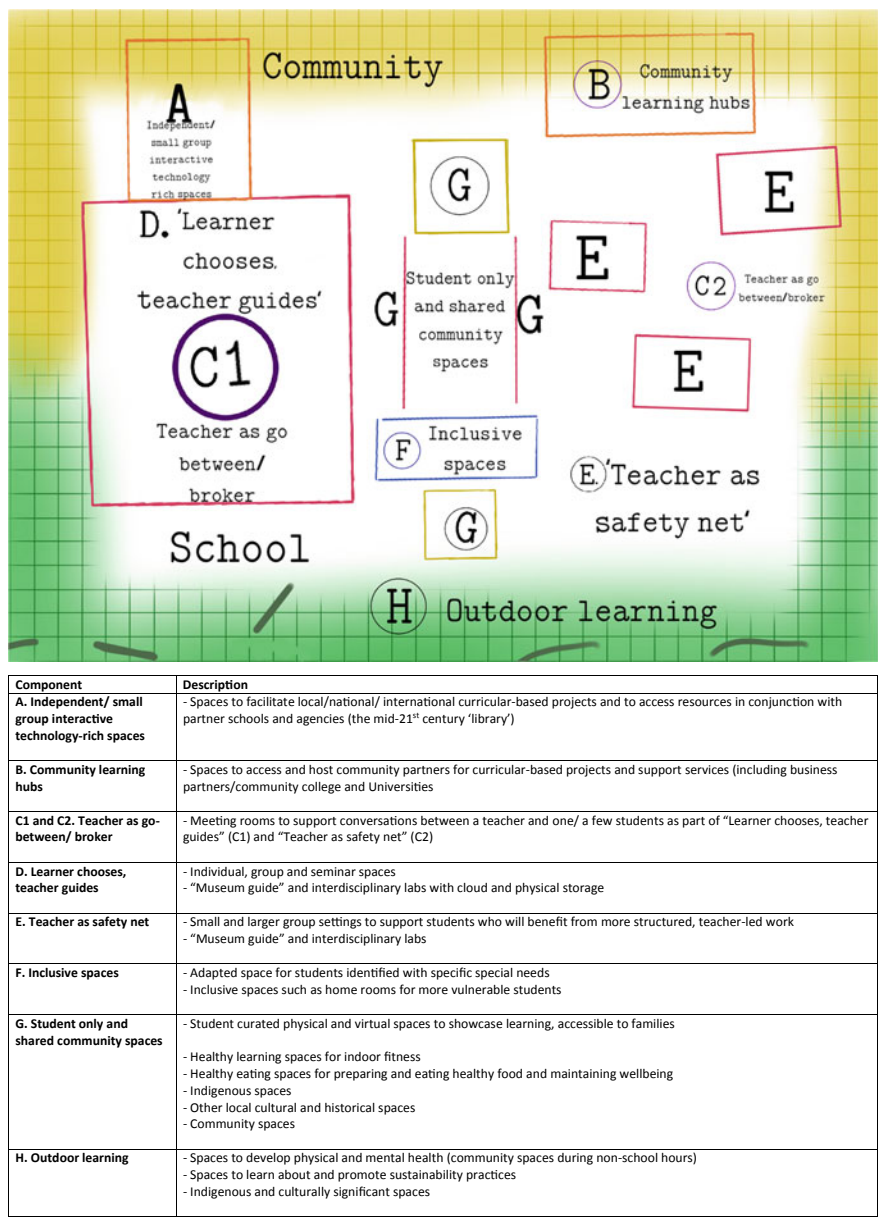 Community
A
Independent/
small group
interactive
technology
rich spaces
B Community
learning hubs
G
E
D. 'Learner
chooses.
teacher guides'
C1
Teacher as go
between/
broker
G Student only G
and shared
community
spaces
E
C2 Teacher as go
between/broker
E
F Inclusive
spaces
E. 'Teacher as
safety net'
G
School
H Outdoor learning
Component Description
A. Independent/ small - Spaces to facilitate local/national/ international curricular-based projects and to access resources in conjunction with
group interactive partner schools and agencies (the mid-21st century ‘library’)
technology-rich spaces
B. Community learning - Spaces to access and host community partners for curricular-based projects and support services (including business
hubs partners/community college and Universities
C1 and C2. Teacher as go- - Meeting rooms to support conversations between a teacher and one/ a few students as part of “Learner chooses, teacher
between/ broker guides” (C1) and “Teacher as safety net” (C2)
D. Learner chooses, - Individual, group and seminar spaces
teacher guides - “Museum guide” and interdisciplinary labs with cloud and physical storage
E. Teacher as safety net - Small and larger group settings to support students who will benefit from more structured, teacher-led work
- “Museum guide” and interdisciplinary labs
F. Inclusive spaces - Adapted space for students identified with specific special needs
- Inclusive spaces such as home rooms for more vulnerable students
G. Student only and - Student curated physical and virtual spaces to showcase learning, accessible to families
shared community spaces
- Healthy learning spaces for indoor fitness
- Healthy eating spaces for preparing and eating healthy food and maintaining wellbeing
- Indigenous spaces
- Other local cultural and historical spaces
- Community spaces
H. Outdoor learning - Spaces to develop physical and mental health (community spaces during non-school hours)
- Spaces to learn about and promote sustainability practices
- Indigenous and culturally significant spaces